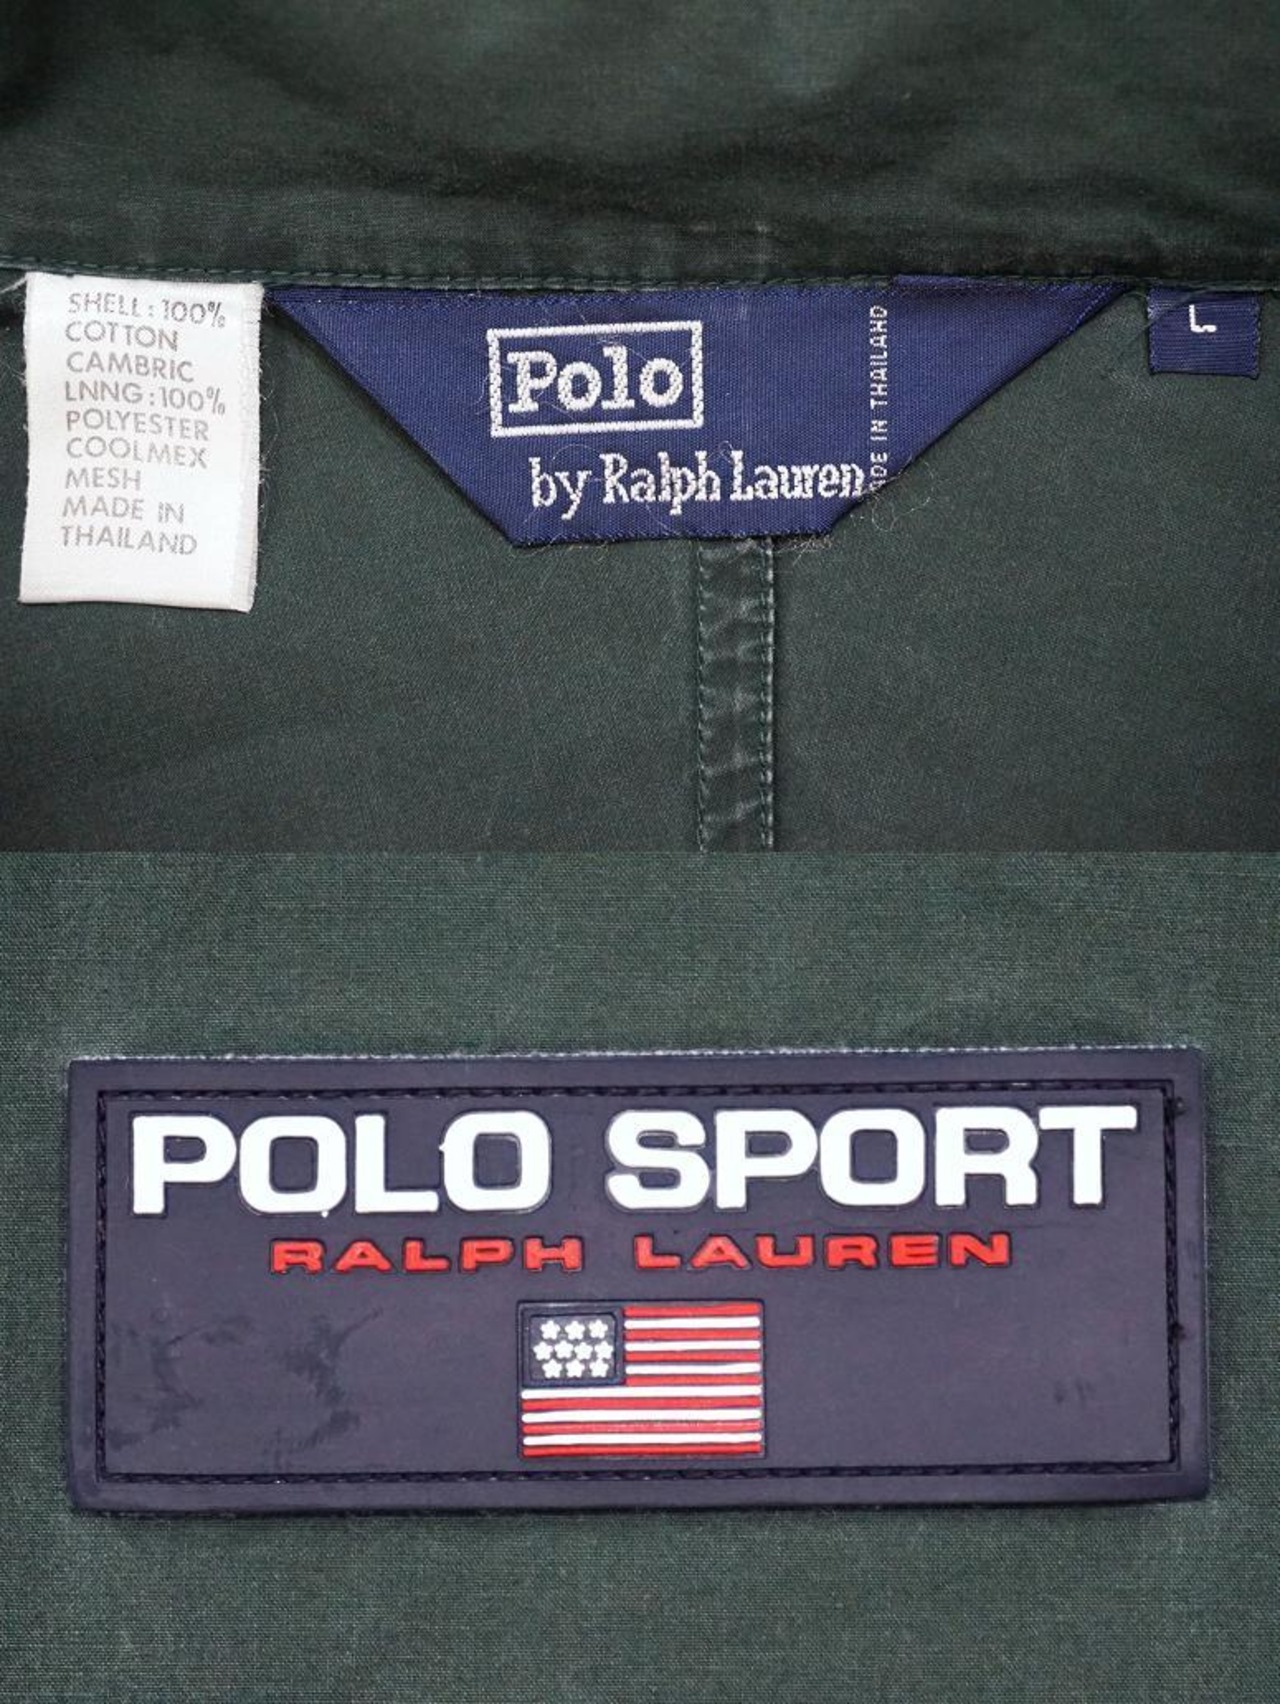 SHELL: 100%
COTTON
CAMBRIC
LNNG: 100%
POLYESTER
COOLMEX
MESH
MADE IN
THAILAND
Polo
by Ralph Lauren
MADE IN THAILAND
L
POLO SPORT
RALPH LAUREN